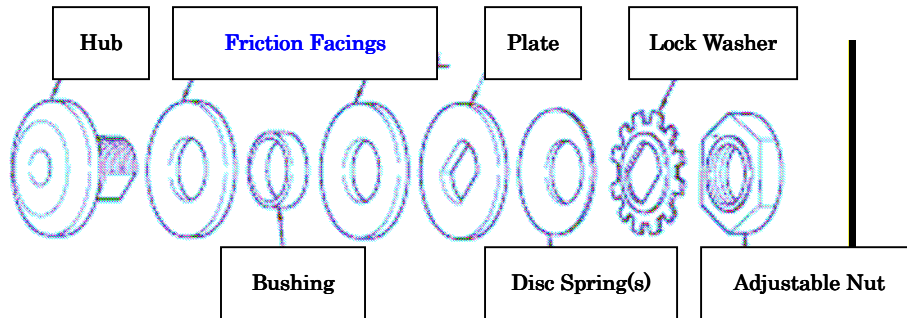 Hub
Friction Facings
Plate
Lock Washer
Bushing
Disc Spring(s)
Adjustable Nut